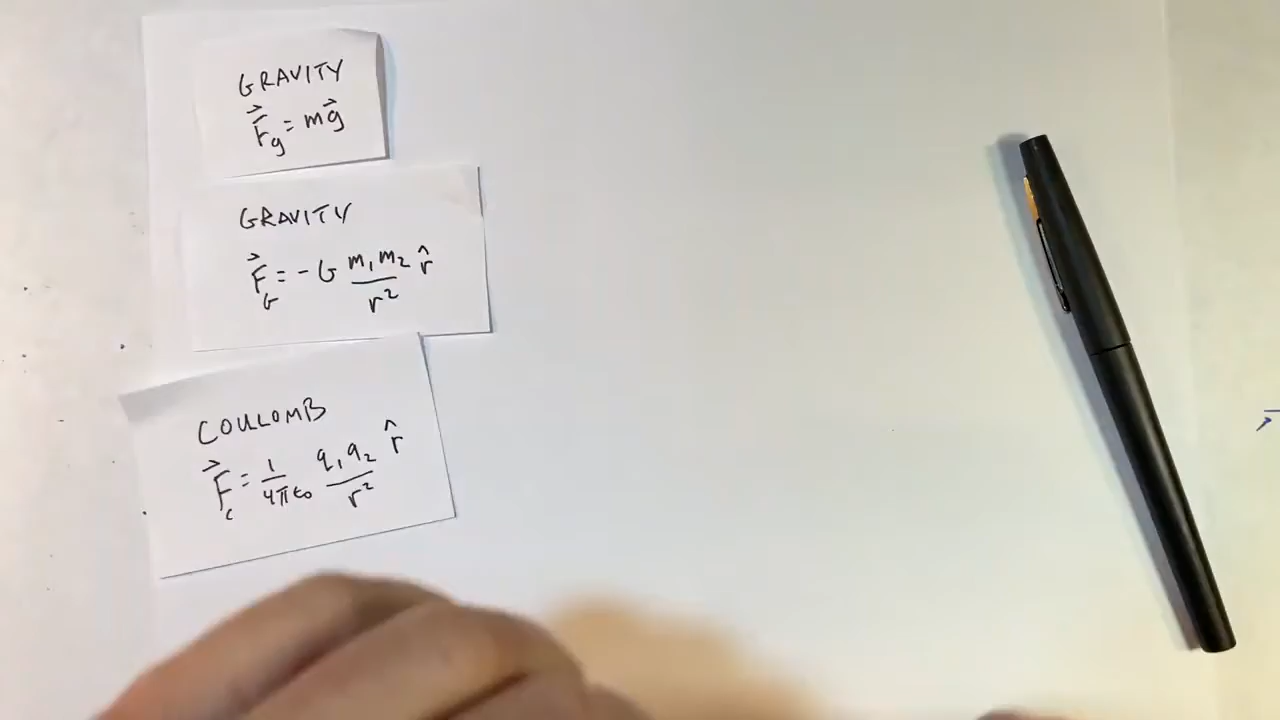 GRAVITY
F⃗g = mg⃗
GRAVITY
F⃗G = -G m₁m₂/r² r̂
COULOMB
F⃗c = 1/4πϵ₀ q₁q₂/r² r̂